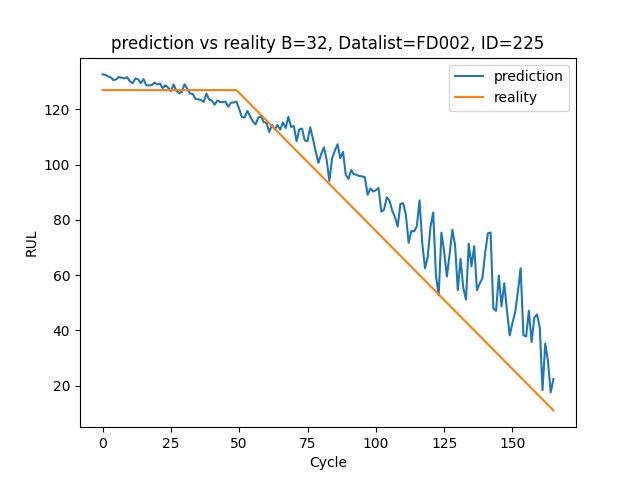 prediction vs reality B=32, Datalist=FD002, ID=225
prediction
reality
120
100
80
60
40
20
RUL
0 25 50 75 100 125 150
Cycle